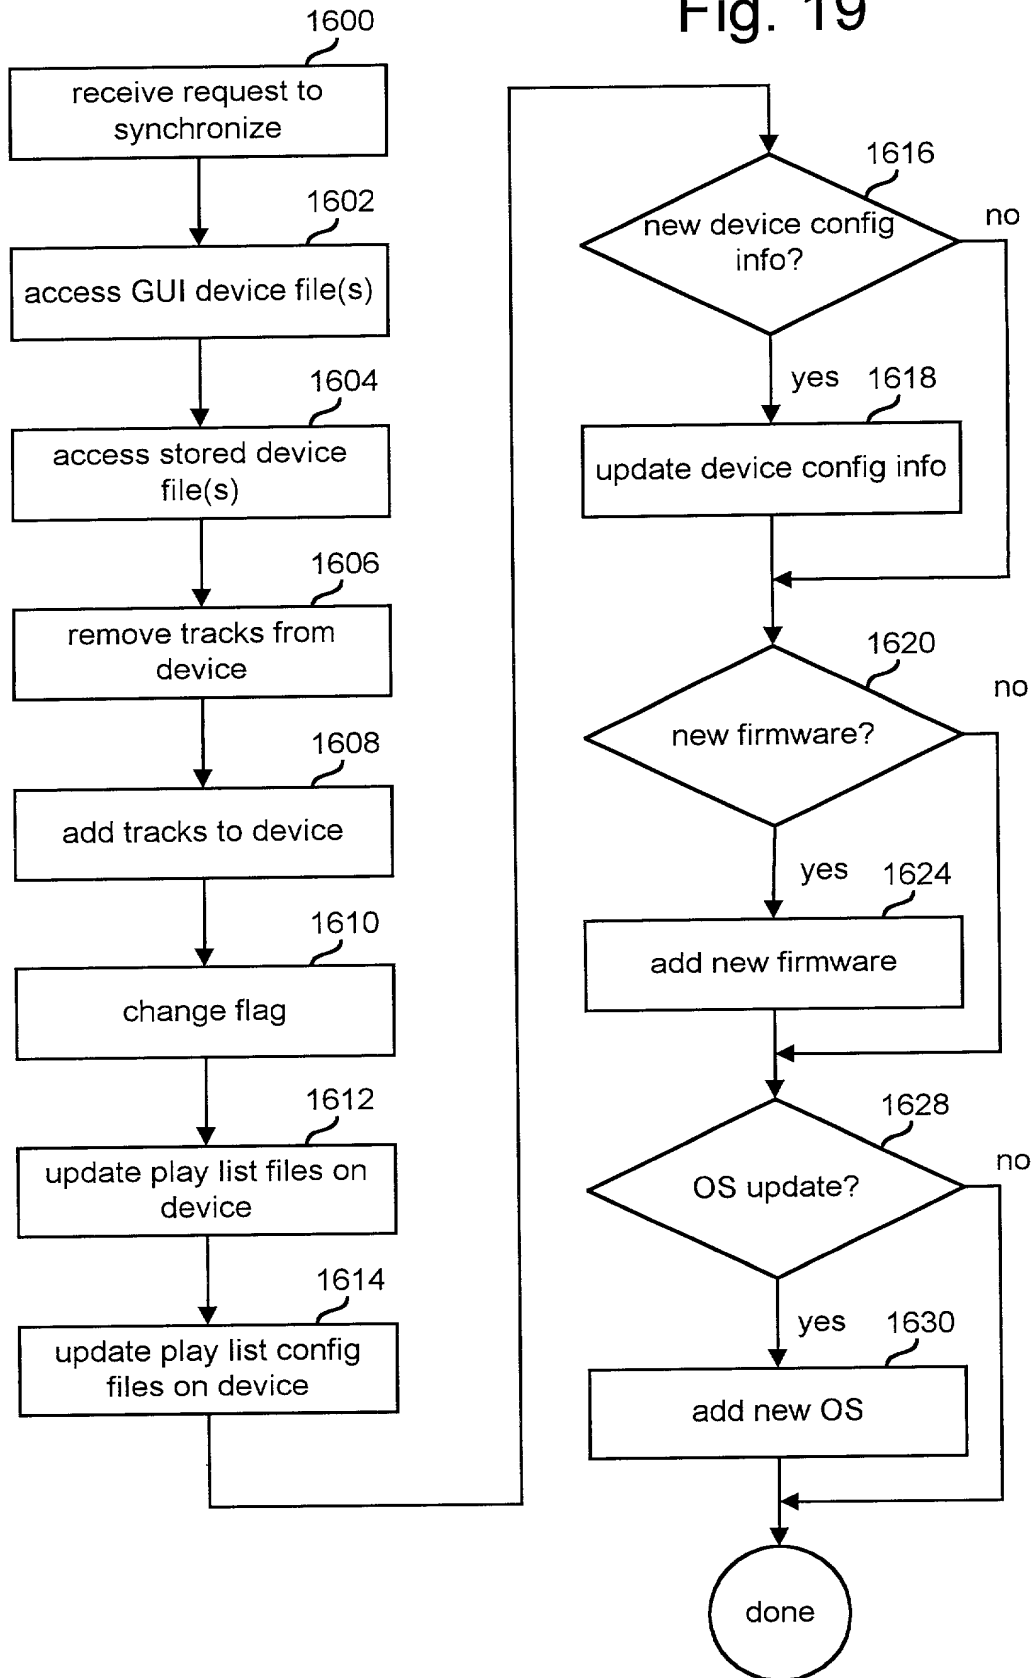 Fig. 19
1600
receive request to
synchronize
1602
access GUI device file(s)
1604
access stored device
file(s)
1606
remove tracks from
device
1608
add tracks to device
1610
change flag
1612
update play list files on
device
1614
update play list config
files on device
1616
new device config
info?
no
yes
1618
update device config info
1620
new firmware?
no
yes
1624
add new firmware
1628
OS update?
no
yes
1630
add new OS
done